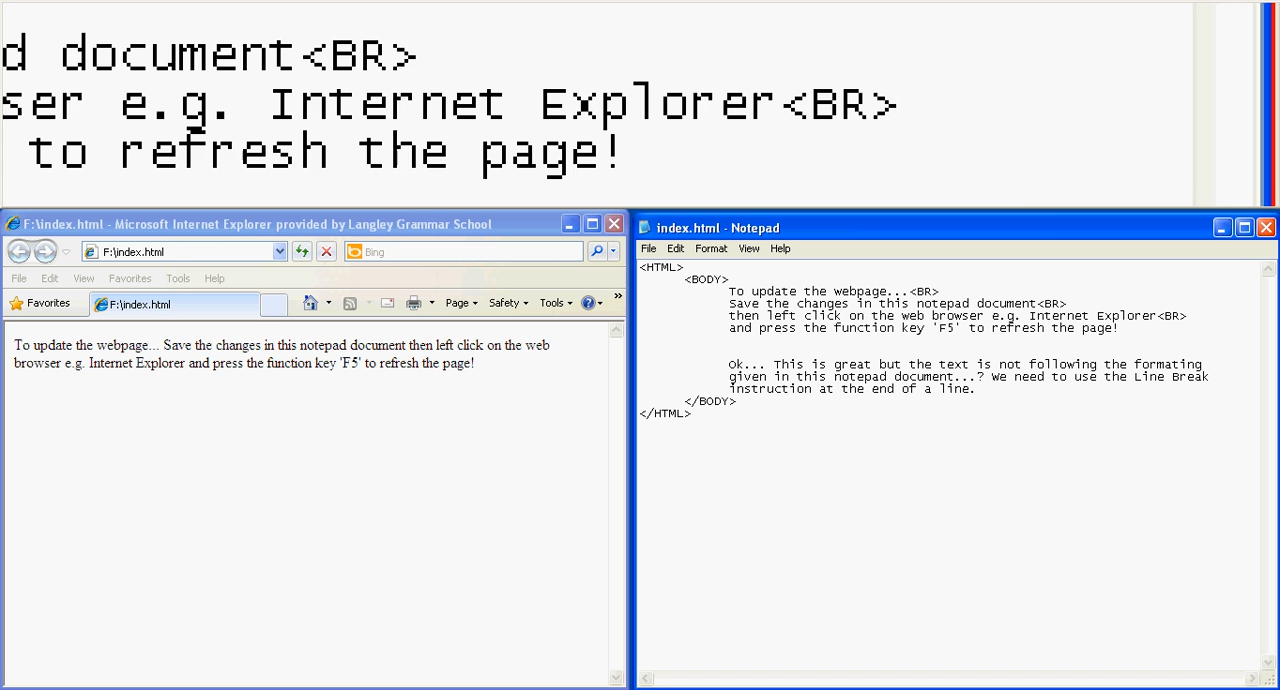 d document<BR>
ser e.g. Internet Explorer<BR>
to refresh the page!
F:\index.html - Microsoft Internet Explorer provided by Langley Grammar School
F:\index.html
Bing
File Edit View Favorites Tools Help
Favorites F:\index.html Page Safety Tools »
To update the webpage... Save the changes in this notepad document then left click on the web
browser e.g. Internet Explorer and press the function key 'F5' to refresh the page!
index.html - Notepad
File Edit Format View Help
<HTML>
<BODY>
To update the webpage...<BR>
Save the changes in this notepad document<BR>
then left click on the web browser e.g. Internet Explorer<BR>
and press the function key 'F5' to refresh the page!
Ok... This is great but the text is not following the formating
given in this notepad document...? We need to use the Line Break
instruction at the end of a line.
</BODY>
</HTML>